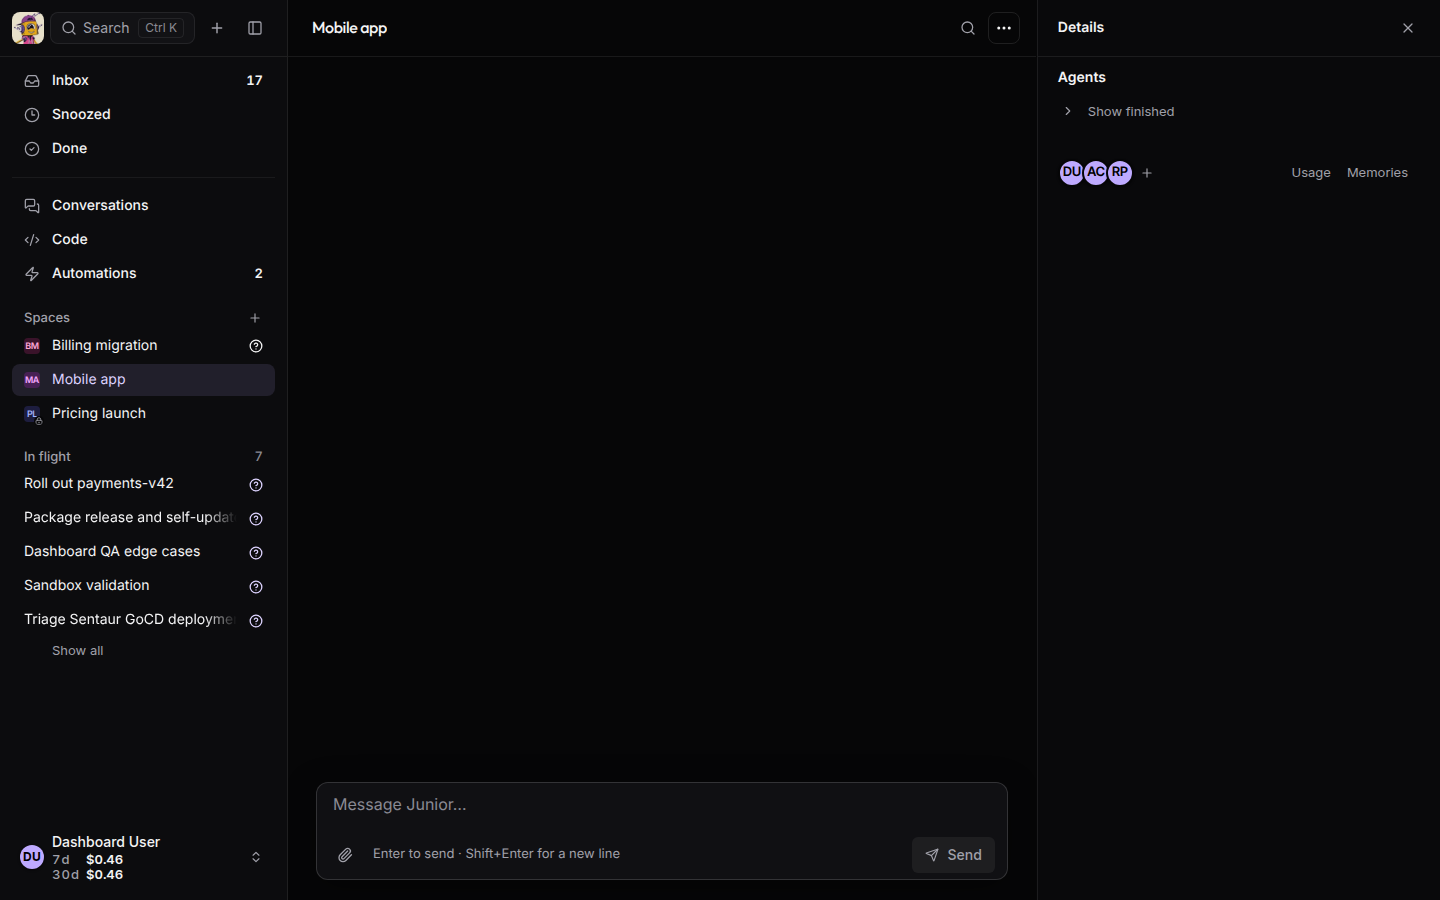 Search Ctrl K
Inbox 17
Snoozed
Done
Conversations
Code
Automations 2
Spaces
BM Billing migration
MA Mobile app
PL Pricing launch
In flight 7
Roll out payments-v42
Package release and self-updat
Dashboard QA edge cases
Sandbox validation
Triage Sentaur GoCD deployme
Show all
DU Dashboard User
7d $0.46
30d $0.46
Mobile app
Message Junior...
Enter to send · Shift+Enter for a new line
Send
Details
Agents
Show finished
DU AC RP
Usage Memories